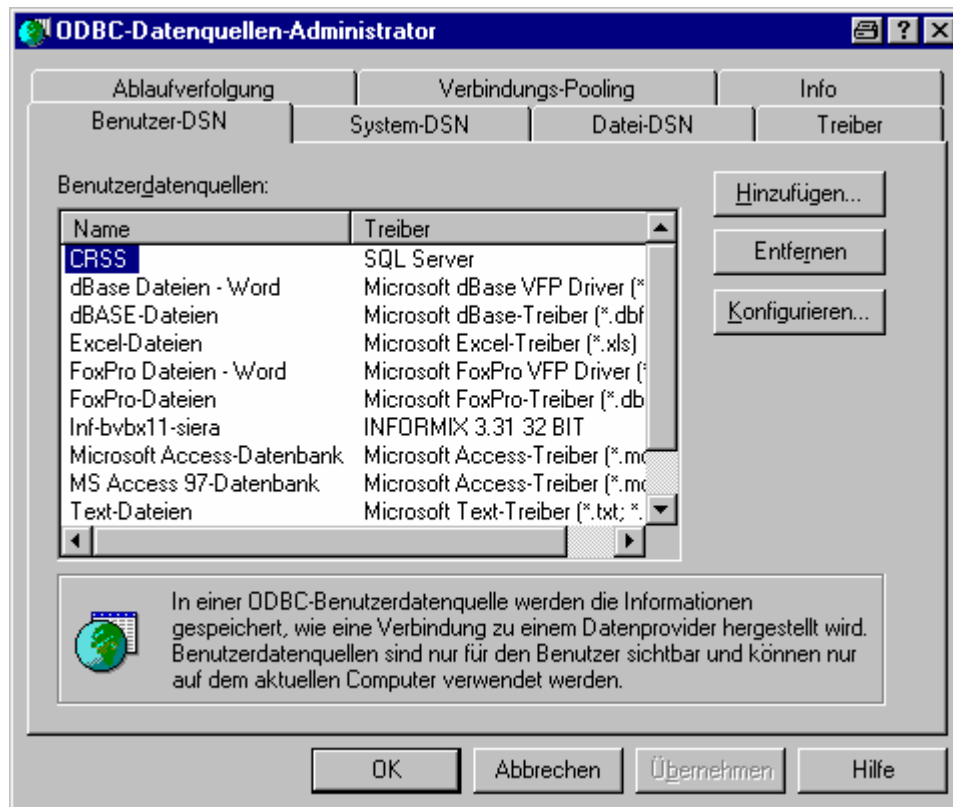 ODBC-Datenquellen-Administrator
Ablaufverfolgung Verbindungs-Pooling Info
Benutzer-DSN System-DSN Datei-DSN Treiber
Benutzerdatenquellen:
Hinzufügen...
Entfernen
Konfigurieren...
Name Treiber
CRSS SQL Server
dBase Dateien - Word Microsoft dBase VFP Driver (*
dBASE-Dateien Microsoft dBase-Treiber (*.dbf
Excel-Dateien Microsoft Excel-Treiber (*.xls)
FoxPro Dateien - Word Microsoft FoxPro VFP Driver (*
FoxPro-Dateien Microsoft FoxPro-Treiber (*.db
Inf-bvbx11-siera INFORMIX 3.31 32 BIT
Microsoft Access-Datenbank Microsoft Access-Treiber (*.md
MS Access 97-Datenbank Microsoft Access-Treiber (*.md
Text-Dateien Microsoft Text-Treiber (*.txt; *.
In einer ODBC-Benutzerdatenquelle werden die Informationen
gespeichert, wie eine Verbindung zu einem Datenprovider hergestellt wird.
Benutzerdatenquellen sind nur für den Benutzer sichtbar und können nur
auf dem aktuellen Computer verwendet werden.
OK Abbrechen Übernehmen Hilfe